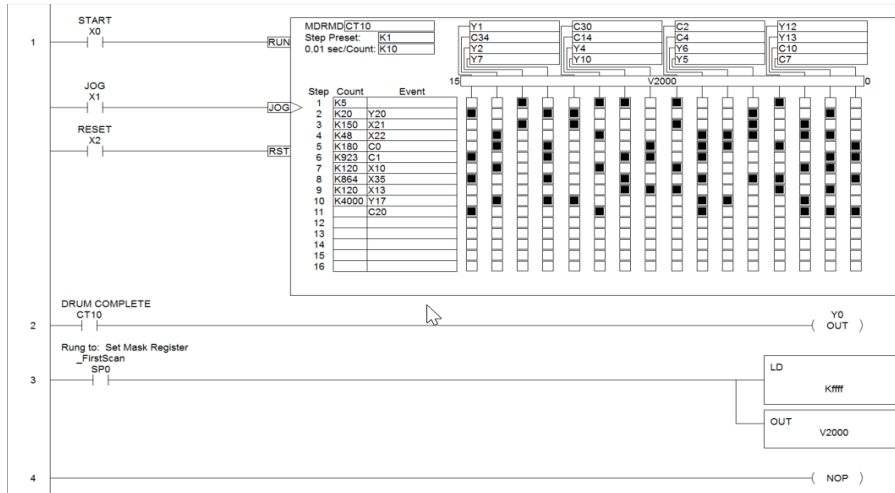 START
X0
1
RUN
JOG
X1
JOG
RESET
X2
RST
MDRMD CT10
Step Preset: K1
0.01 sec/Count: K10
Y1 C30 C2 Y12
C34 C14 C4 Y13
Y2 Y4 Y6 C10
Y7 Y10 Y5 C7
15 V2000 0
Step Count Event
1 K5
2 K20 Y20
3 K150 X21
4 K48 X22
5 K180 C0
6 K923 C1
7 K120 X10
8 K864 X35
9 K120 X13
10 K4000 Y17
11 C20
12
13
14
15
16
DRUM COMPLETE
CT10
2
Y0
OUT
Rung to: Set Mask Register
_FirstScan
SP0
3
LD
Kffff
OUT
V2000
4
NOP